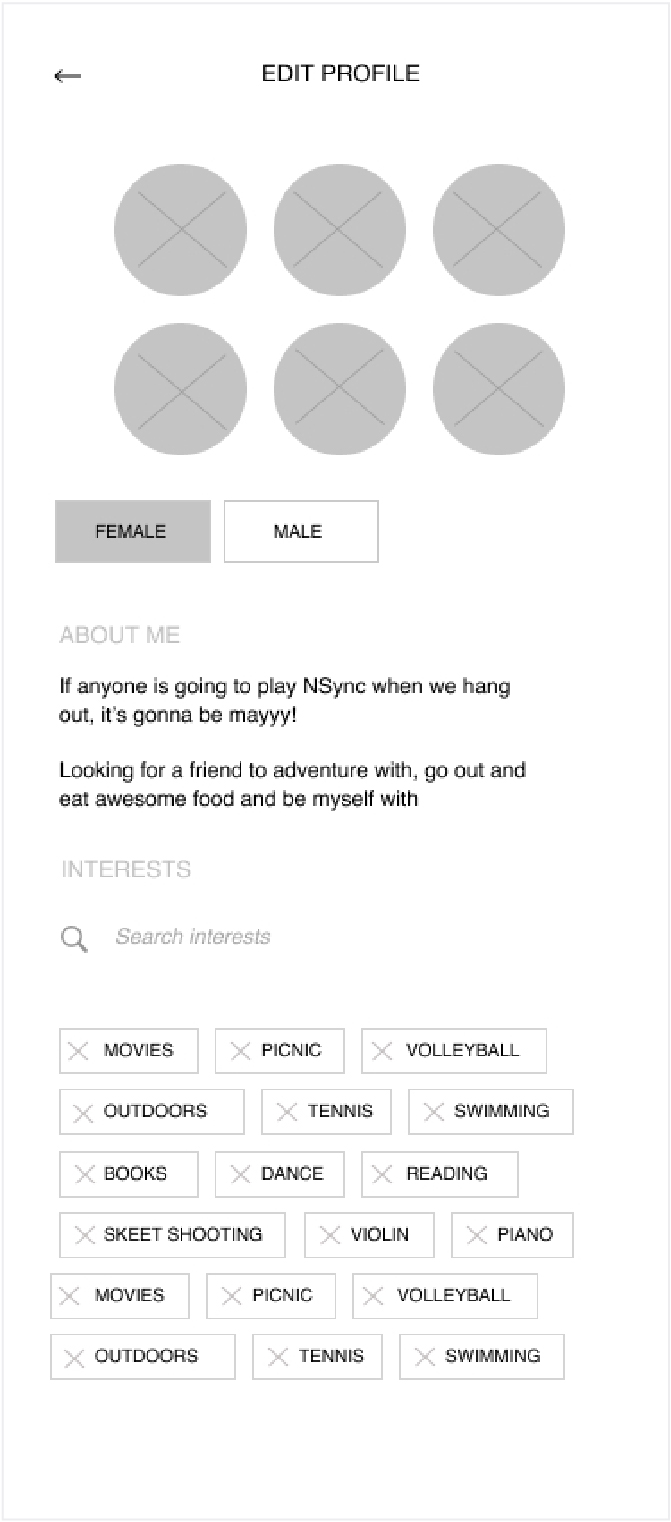 EDIT PROFILE
FEMALE MALE
ABOUT ME
If anyone is going to play NSync when we hang
out, it's gonna be mayyy!
Looking for a friend to adventure with, go out and
eat awesome food and be myself with
INTERESTS
Search interests
MOVIES PICNIC VOLLEYBALL
OUTDOORS TENNIS SWIMMING
BOOKS DANCE READING
SKEET SHOOTING VIOLIN PIANO
MOVIES PICNIC VOLLEYBALL
OUTDOORS TENNIS SWIMMING